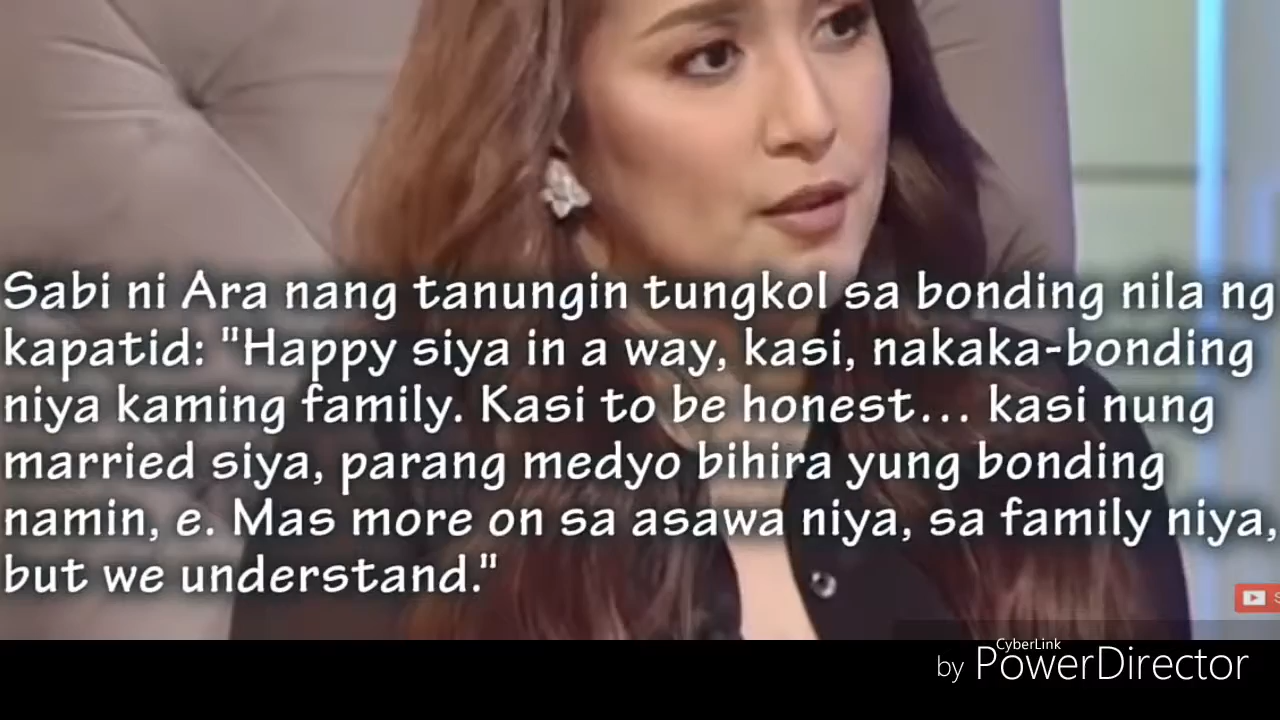 Sabi ni Ara nang tanungin tungkol sa bonding nila ng
kapatid: "Happy siya in a way, kasi, nakaka-bonding
niya kaming family. Kasi to be honest... kasi nung
married siya, parang medyo bihira yung bonding
namin, e. Mas more on sa asawa niya, sa family niya,
but we understand."
CyberLink
by PowerDirector